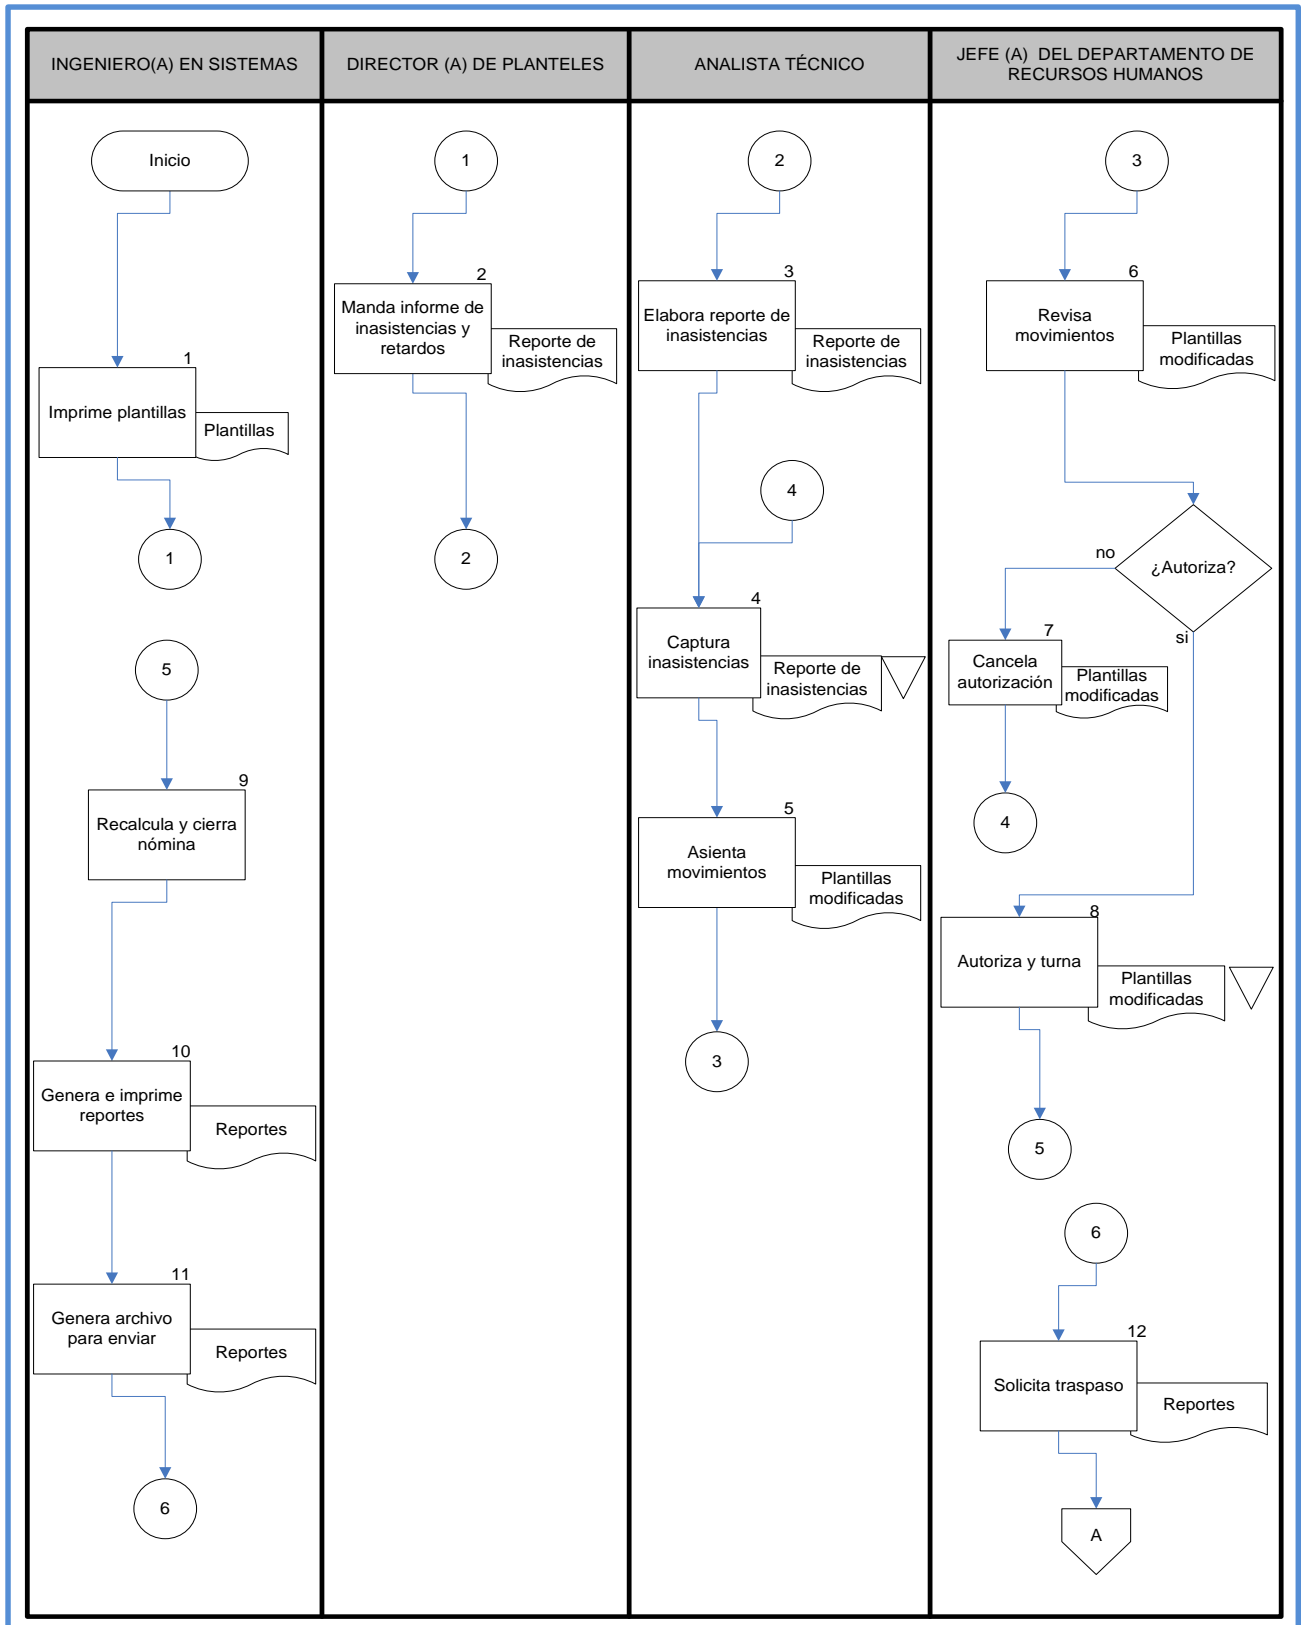 INGENIERO(A) EN SISTEMAS
DIRECTOR (A) DE PLANTELES
ANALISTA TÉCNICO
JEFE (A) DEL DEPARTAMENTO DE
RECURSOS HUMANOS
Inicio
1
Imprime plantillas
Plantillas
1
5
9
Recalcula y cierra
nómina
10
Genera e imprime
reportes
Reportes
11
Genera archivo
para enviar
Reportes
6
1
2
Manda informe de
inasistencias y
retardos
Reporte de
inasistencias
2
2
3
Elabora reporte de
inasistencias
Reporte de
inasistencias
4
4
Captura
inasistencias
Reporte de
inasistencias
5
Asienta
movimientos
Plantillas
modificadas
3
3
6
Revisa
movimientos
Plantillas
modificadas
¿Autoriza?
no
si
7
Cancela
autorización
Plantillas
modificadas
4
8
Autoriza y turna
Plantillas
modificadas
5
6
12
Solicita traspaso
Reportes
A